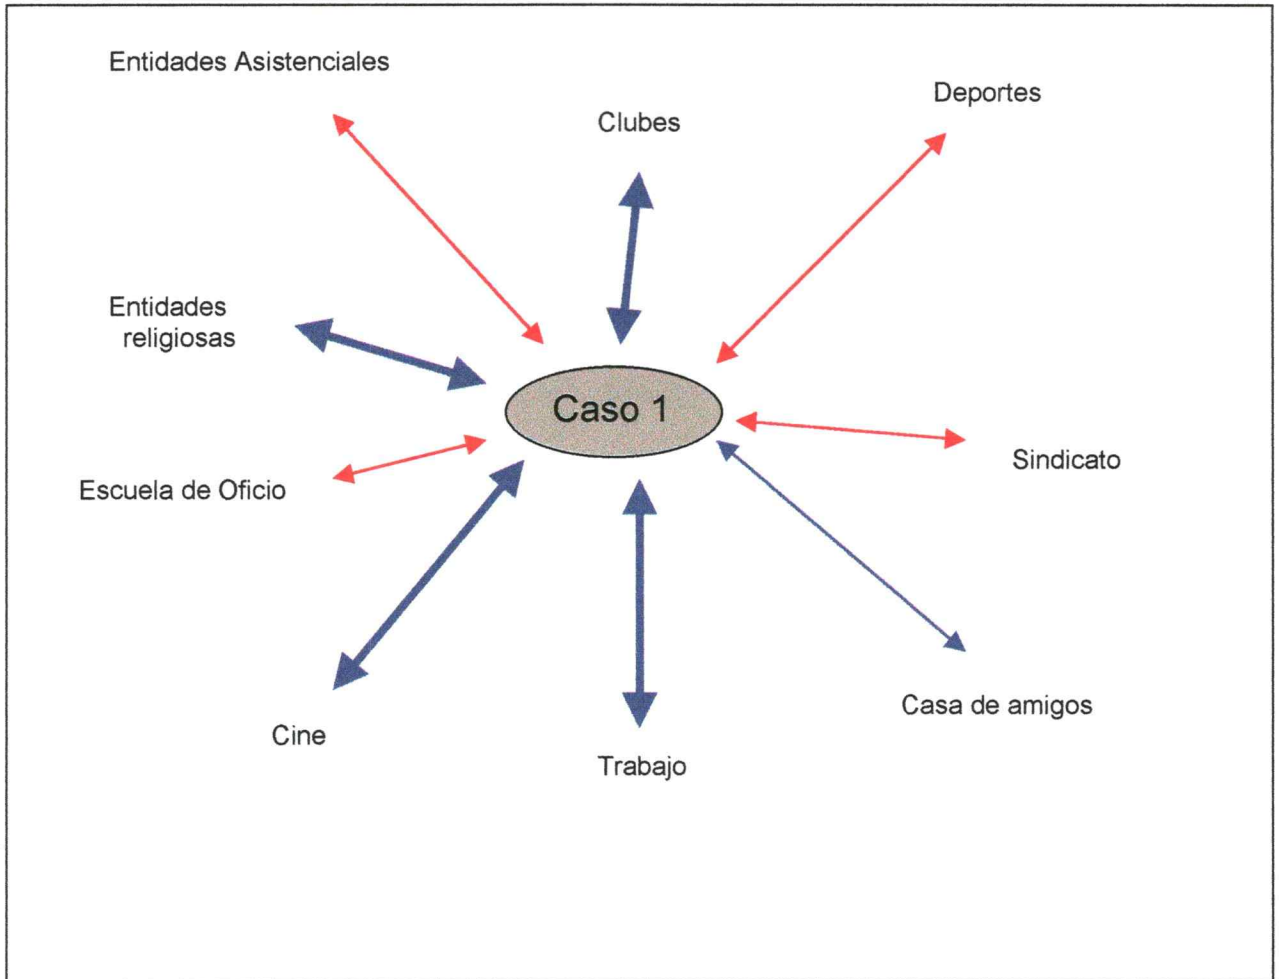 Entidades Asistenciales
Deportes
Clubes
Entidades
religiosas
Caso 1
Sindicato
Escuela de Oficio
Casa de amigos
Cine
Trabajo